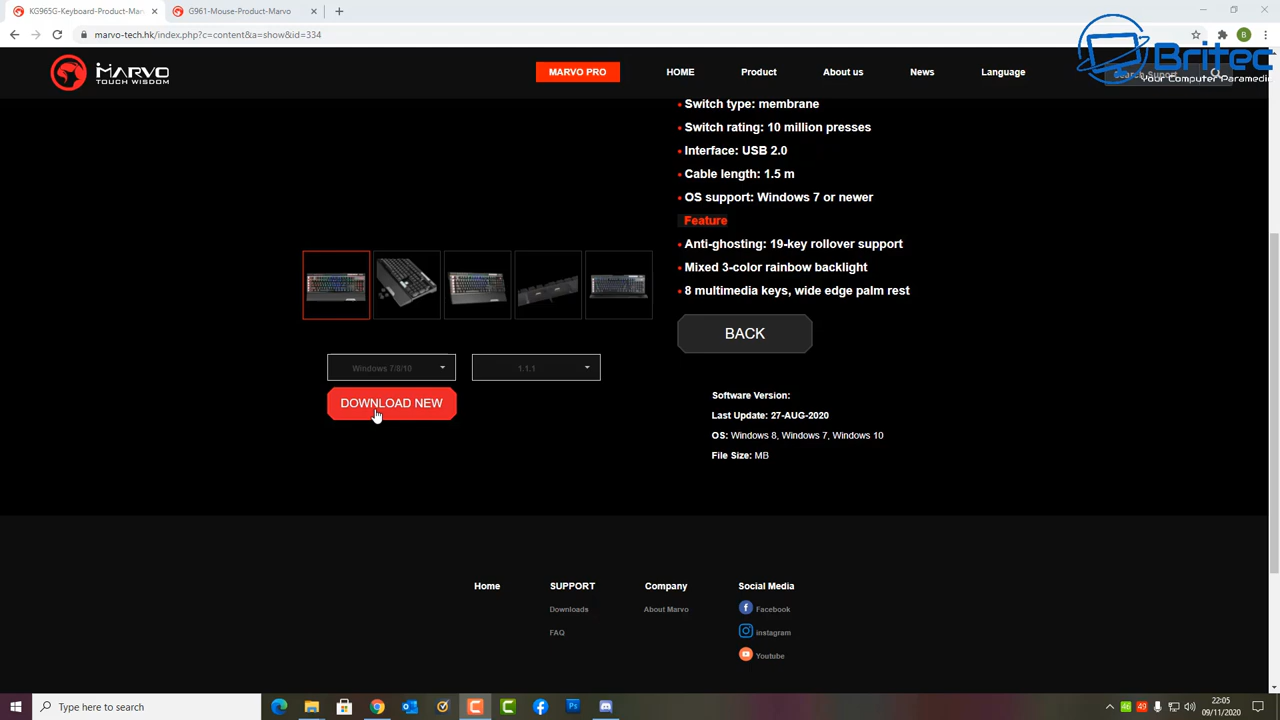 KG965G-Keyboard-Product-Mar
G961-Mouse-Product-Marvo
marvo-tech.hk/index.php?c=content&a=show&id=334
B
Britec
Your Computer Paramedic
MARVO
TOUCH WISDOM
MARVO PRO
HOME
Product
About us
News
Language
Switch type: membrane
Switch rating: 10 million presses
Interface: USB 2.0
Cable length: 1.5 m
OS support: Windows 7 or newer
Feature
Anti-ghosting: 19-key rollover support
Mixed 3-color rainbow backlight
8 multimedia keys, wide edge palm rest
BACK
Windows 7/8/10
1.1.1
DOWNLOAD NEW
Software Version:
Last Update: 27-AUG-2020
OS: Windows 8, Windows 7, Windows 10
File Size: MB
Home
SUPPORT
Company
Social Media
Downloads
About Marvo
Facebook
FAQ
instagram
Youtube
Type here to search
Ps
46
49
22:05
09/11/2020